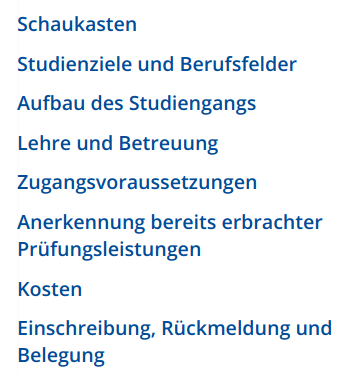 Schaukasten
Studienziele und Berufsfelder
Aufbau des Studiengangs
Lehre und Betreuung
Zugangsvoraussetzungen
Anerkennung bereits erbrachter
Prüfungsleistungen
Kosten
Einschreibung, Rückmeldung und
Belegung